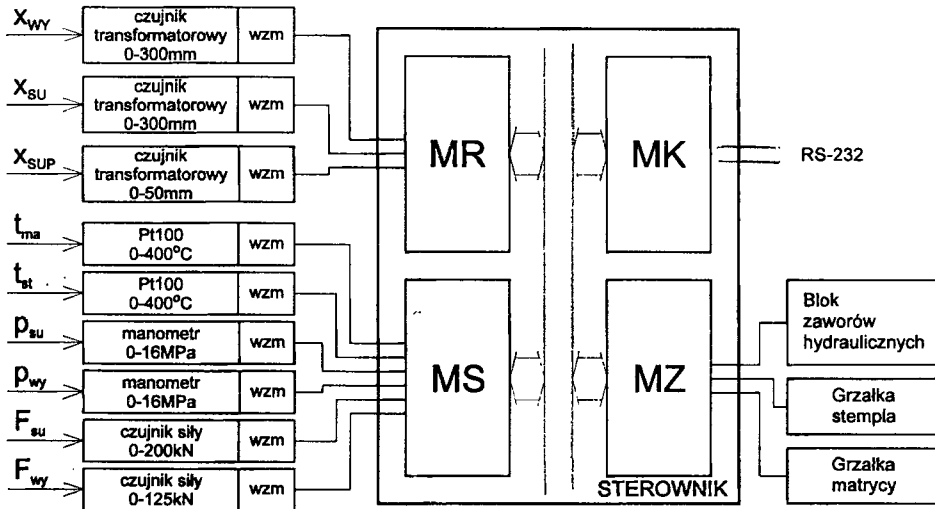 X_WY
czujnik
transformatorowy
0-300mm
wzm
X_SU
czujnik
transformatorowy
0-300mm
wzm
X_SUP
czujnik
transformatorowy
0-50mm
wzm
t_ma
Pt100
0-400°C
wzm
t_st
Pt100
0-400°C
wzm
p_su
manometr
0-16MPa
wzm
p_wy
manometr
0-16MPa
wzm
F_su
czujnik siły
0-200kN
wzm
F_wy
czujnik siły
0-125kN
wzm
MR
MK
RS-232
MS
MZ
STEROWNIK
Blok
zaworów
hydraulicznych
Grzałka
stempla
Grzałka
matrycy